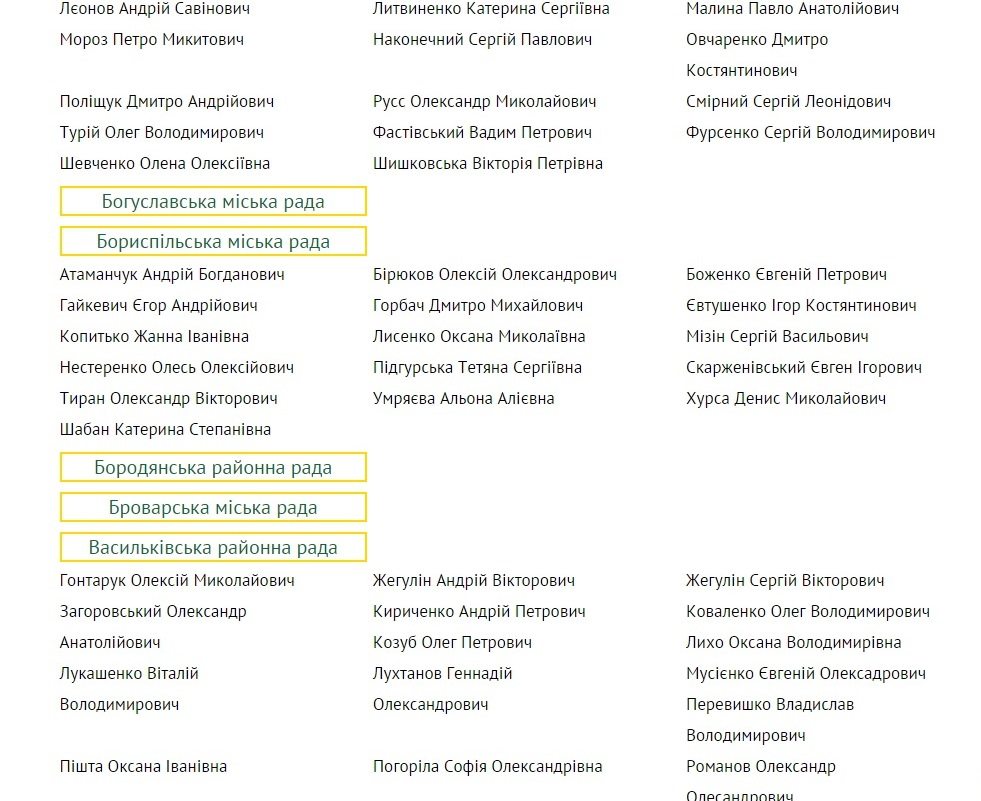 Лєонов Андрій Савінович
Литвиненко Катерина Сергіївна
Малина Павло Анатолійович
Мороз Петро Микитович
Наконечний Сергій Павлович
Овчаренко Дмитро
Костянтинович
Поліщук Дмитро Андрійович
Русс Олександр Миколайович
Смірний Сергій Леонідович
Турій Олег Володимирович
Фастівський Вадим Петрович
Фурсенко Сергій Володимирович
Шевченко Олена Олексіївна
Шишковська Вікторія Петрівна
Богуславська міська рада
Бориспільська міська рада
Атаманчук Андрій Богданович
Бірюков Олексій Олександрович
Боженко Євгеній Петрович
Гайкевич Єгор Андрійович
Горбач Дмитро Михайлович
Євтушенко Ігор Костянтинович
Копитько Жанна Іванівна
Лисенко Оксана Миколаївна
Мізін Сергій Васильович
Нестеренко Олесь Олексійович
Підгурська Тетяна Сергіївна
Скарженівський Євген Ігорович
Тиран Олександр Вікторович
Умряєва Альона Алієвна
Хурса Денис Миколайович
Шабан Катерина Степанівна
Бородянська районна рада
Броварська міська рада
Васильківська районна рада
Гонтарук Олексій Миколайович
Жегулін Андрій Вікторович
Жегулін Сергій Вікторович
Загоровський Олександр
Анатолійович
Кириченко Андрій Петрович
Коваленко Олег Володимирович
Козуб Олег Петрович
Лихо Оксана Володимирівна
Лукашенко Віталій
Володимирович
Лухтанов Геннадій
Олександрович
Мусієнко Євгеній Олексадрович
Перевишко Владислав
Володимирович
Пішта Оксана Іванівна
Погоріла Софія Олександрівна
Романов Олександр
Олесандрович